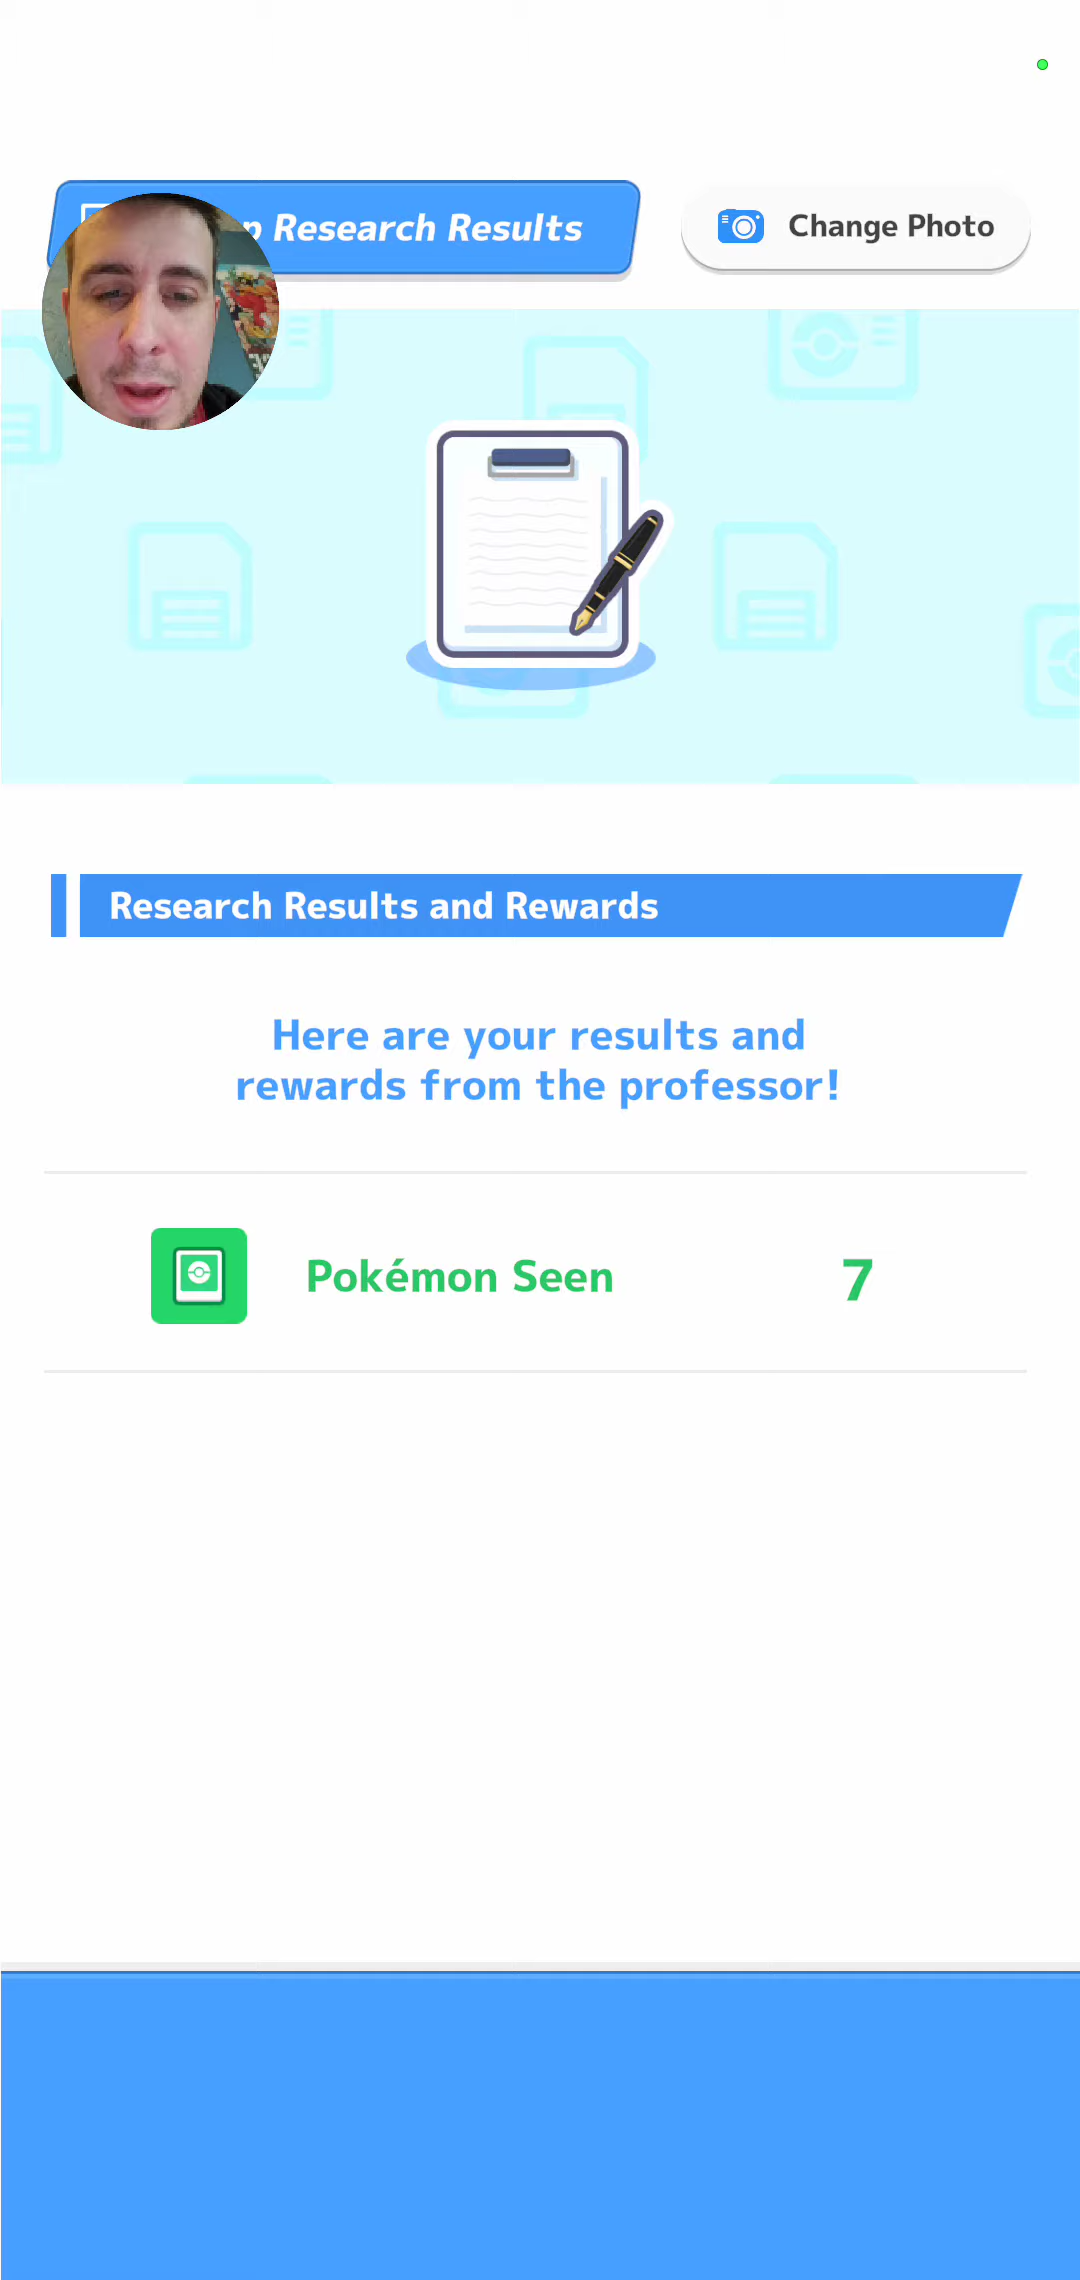 Research Results
Change Photo
Research Results and Rewards
Here are your results and
rewards from the professor!
Pokémon Seen 7